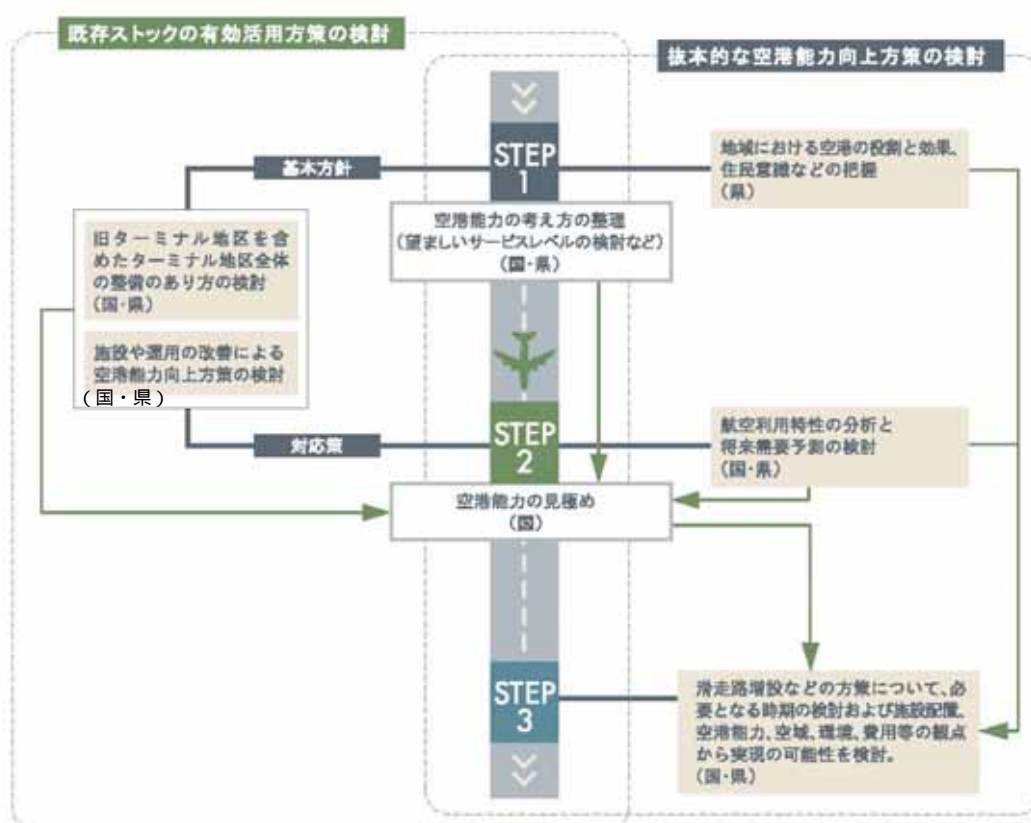 既存ストックの有効活用方策の検討
抜本的な空港能力向上方策の検討
STEP
1
基本方針
地域における空港の役割と効果、
住民意識などの把握
(県)
空港能力の考え方の整理
(望ましいサービスレベルの検討など)
(国・県)
旧ターミナル地区を含
めたターミナル地区全体
の整備のあり方の検討
(国・県)
施設や運用の改善による
空港能力向上方策の検討
(国・県)
STEP
2
対応策
航空利用特性の分析と
将来需要予測の検討
(国・県)
空港能力の見極め
(国)
STEP
3
滑走路増設などの方策について、必
要となる時期の検討および施設配置、
空港能力、空域、環境、費用等の観点
から実現の可能性を検討。
(国・県)